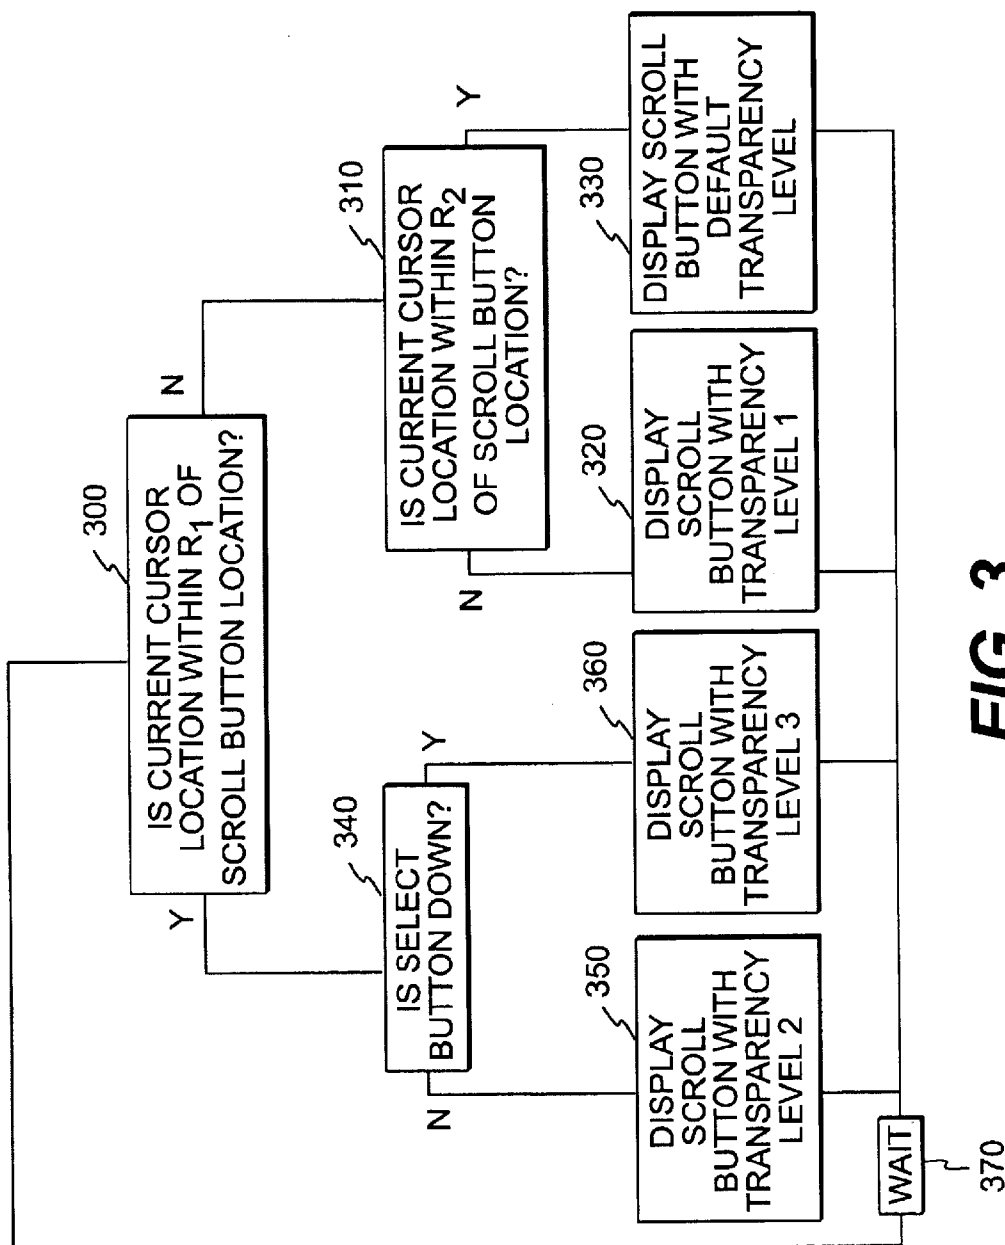 300
IS CURRENT CURSOR
LOCATION WITHIN R1 OF
SCROLL BUTTON LOCATION?
Y
N
340
IS SELECT
BUTTON DOWN?
N
Y
310
IS CURRENT CURSOR
LOCATION WITHIN R2
OF SCROLL BUTTON
LOCATION?
N
Y
350
DISPLAY
SCROLL
BUTTON WITH
TRANSPARENCY
LEVEL 2
360
DISPLAY
SCROLL
BUTTON WITH
TRANSPARENCY
LEVEL 3
320
DISPLAY
SCROLL
BUTTON WITH
TRANSPARENCY
LEVEL 1
330
DISPLAY SCROLL
BUTTON WITH
DEFAULT
TRANSPARENCY
LEVEL
WAIT
370
FIG. 3